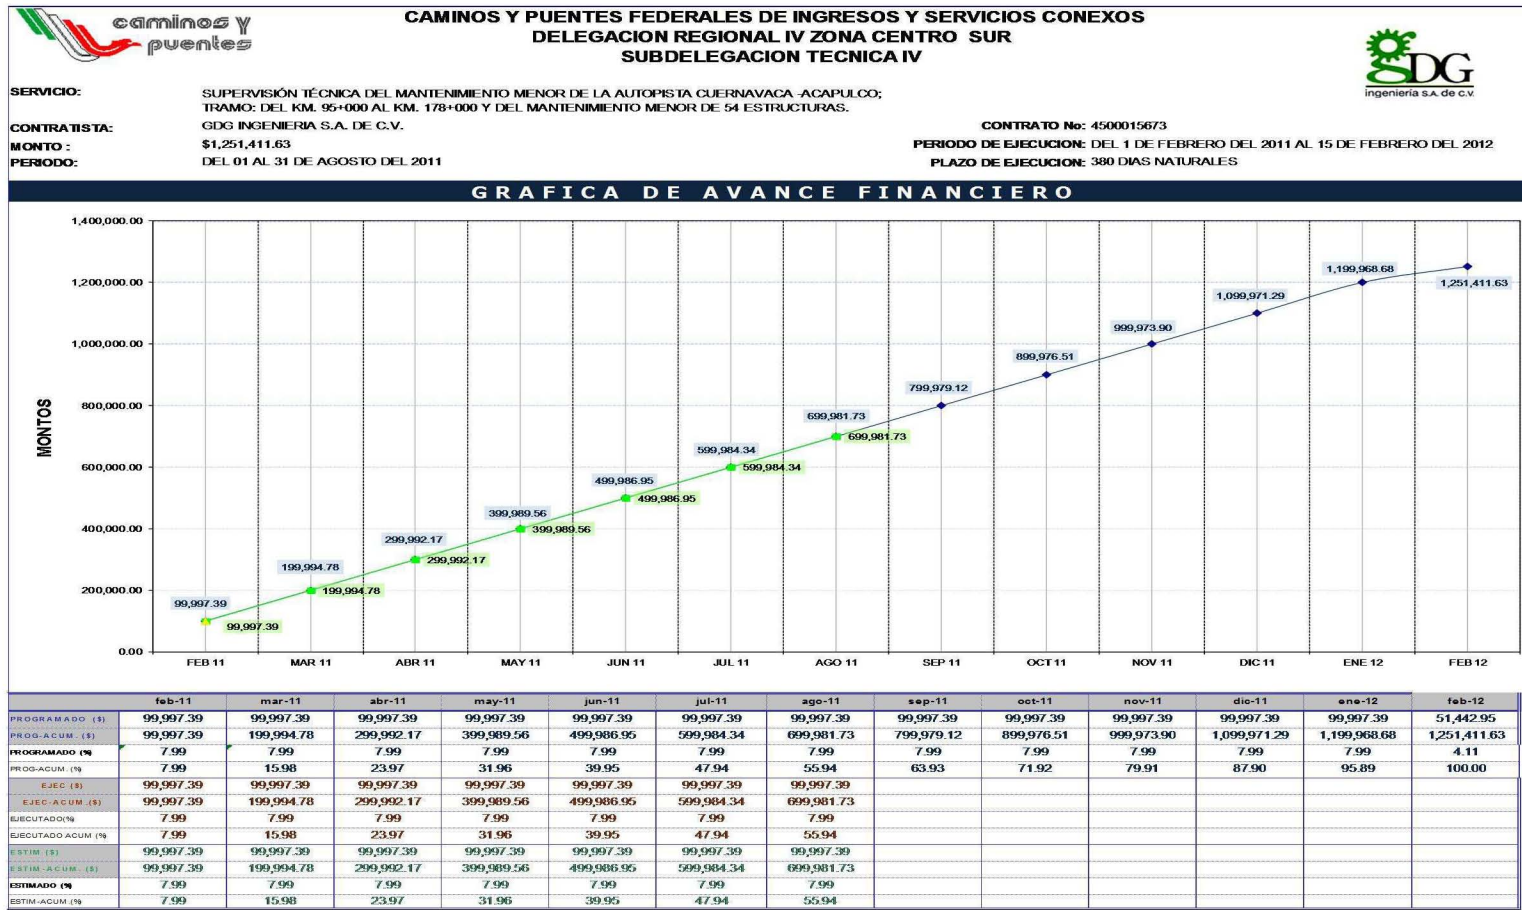 caminos y
puentes
CAMINOS Y PUENTES FEDERALES DE INGRESOS Y SERVICIOS CONEXOS
DELEGACION REGIONAL IV ZONA CENTRO SUR
SUBDELEGACION TECNICA IV
GDG
ingeniería s.a. de c.v.
SERVICIO: SUPERVISIÓN TÉCNICA DEL MANTENIMIENTO MENOR DE LA AUTOPISTA CUERNAVACA -ACAPULCO;
TRAMO: DEL KM. 95+000 AL KM. 178+000 Y DEL MANTENIMIENTO MENOR DE 54 ESTRUCTURAS.
CONTRATISTA: GDG INGENIERIA S.A. DE C.V. CONTRATO No: 4500015673
MONTO : $1,251,411.63 PERIODO DE EJECUCION: DEL 1 DE FEBRERO DEL 2011 AL 15 DE FEBRERO DEL 2012
PERIODO: DEL 01 AL 31 DE AGOSTO DEL 2011 PLAZO DE EJECUCION: 380 DIAS NATURALES
GRAFICA DE AVANCE FINANCIERO
MONTOS
1,400,000.00
1,200,000.00
1,000,000.00
800,000.00
600,000.00
400,000.00
200,000.00
0.00
99,997.39
199,994.78
299,992.17
399,989.56
499,986.95
599,984.34
699,981.73
799,979.12
899,976.51
999,973.90
1,099,971.29
1,199,968.68
1,251,411.63
99,997.39
199,994.78
299,992.17
399,989.56
499,986.95
599,984.34
699,981.73
FEB 11 MAR 11 ABR 11 MAY 11 JUN 11 JUL 11 AGO 11 SEP 11 OCT 11 NOV 11 DIC 11 ENE 12 FEB 12
feb-11 mar-11 abr-11 may-11 jun-11 jul-11 ago-11 sep-11 oct-11 nov-11 dic-11 ene-12 feb-12
PROGRAMADO ($) 99,997.39 99,997.39 99,997.39 99,997.39 99,997.39 99,997.39 99,997.39 99,997.39 99,997.39 99,997.39 99,997.39 99,997.39 51,442.95
PROG-ACUM. ($) 99,997.39 199,994.78 299,992.17 399,989.56 499,986.95 599,984.34 699,981.73 799,979.12 899,976.51 999,973.90 1,099,971.29 1,199,968.68 1,251,411.63
PROGRAMADO (%) 7.99 7.99 7.99 7.99 7.99 7.99 7.99 7.99 7.99 7.99 7.99 7.99 4.11
PROG-ACUM. (%) 7.99 15.98 23.97 31.96 39.95 47.94 55.94 63.93 71.92 79.91 87.90 95.89 100.00
EJEC ($) 99,997.39 99,997.39 99,997.39 99,997.39 99,997.39 99,997.39 99,997.39
EJEC-ACUM.($) 99,997.39 199,994.78 299,992.17 399,989.56 499,986.95 599,984.34 699,981.73
EJECUTADO(%) 7.99 7.99 7.99 7.99 7.99 7.99 7.99
EJECUTADO ACUM (%) 7.99 15.98 23.97 31.96 39.95 47.94 55.94
ESTIM. ($) 99,997.39 99,997.39 99,997.39 99,997.39 99,997.39 99,997.39 99,997.39
ESTIM-ACUM. ($) 99,997.39 199,994.78 299,992.17 399,989.56 499,986.95 599,984.34 699,981.73
ESTIMADO (%) 7.99 7.99 7.99 7.99 7.99 7.99 7.99
ESTIM-ACUM (%) 7.99 15.98 23.97 31.96 39.95 47.94 55.94